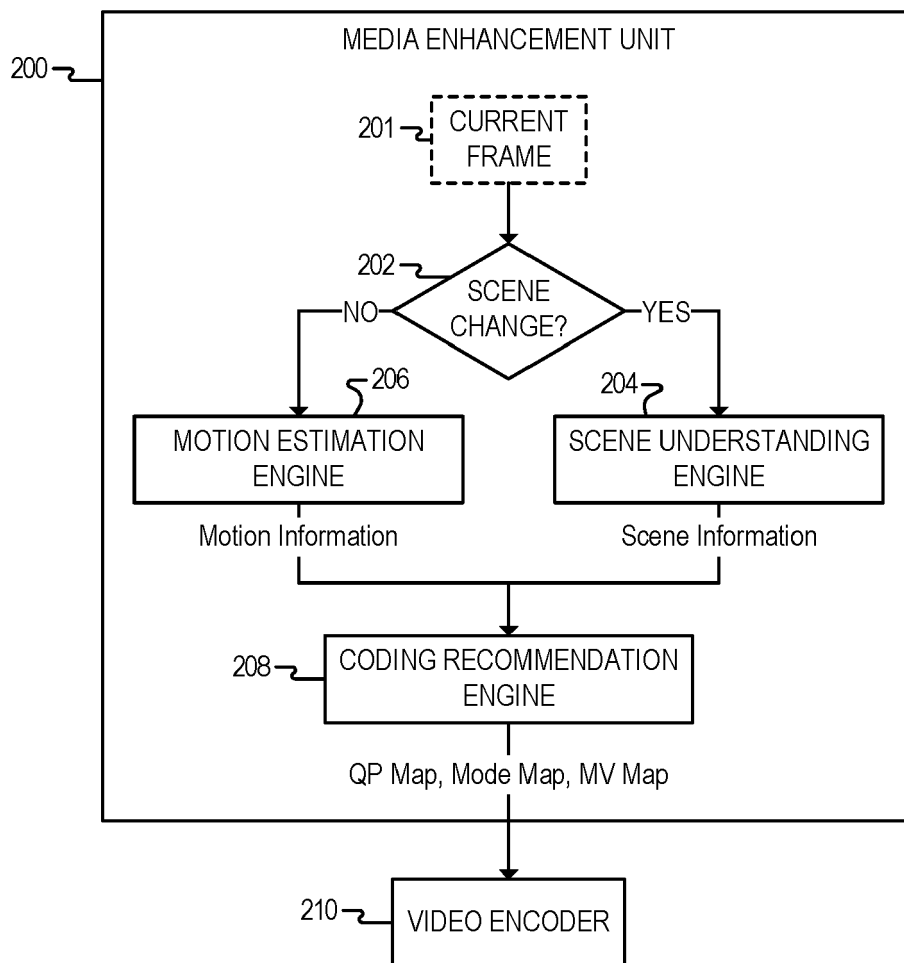 MEDIA ENHANCEMENT UNIT
200
201
CURRENT
FRAME
202
SCENE
CHANGE?
NO
YES
206
204
MOTION ESTIMATION
ENGINE
SCENE UNDERSTANDING
ENGINE
Motion Information
Scene Information
208
CODING RECOMMENDATION
ENGINE
QP Map, Mode Map, MV Map
210
VIDEO ENCODER